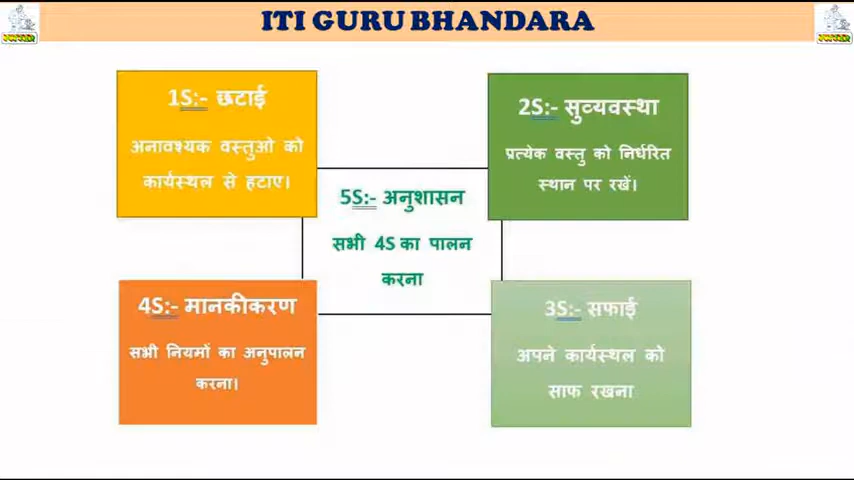 ITI GURU BHANDARA
1S:- छटाई
अनावश्यक वस्तुओ को
कार्यस्थल से हटाए।
2S:- सुव्यवस्था
प्रत्येक वस्तु को निर्धरित
स्थान पर रखें।
5S:- अनुशासन
सभी 4S का पालन
करना
4S:- मानकीकरण
सभी नियमों का अनुपालन
करना।
3S:- सफाई
अपने कार्यस्थल को
साफ रखना